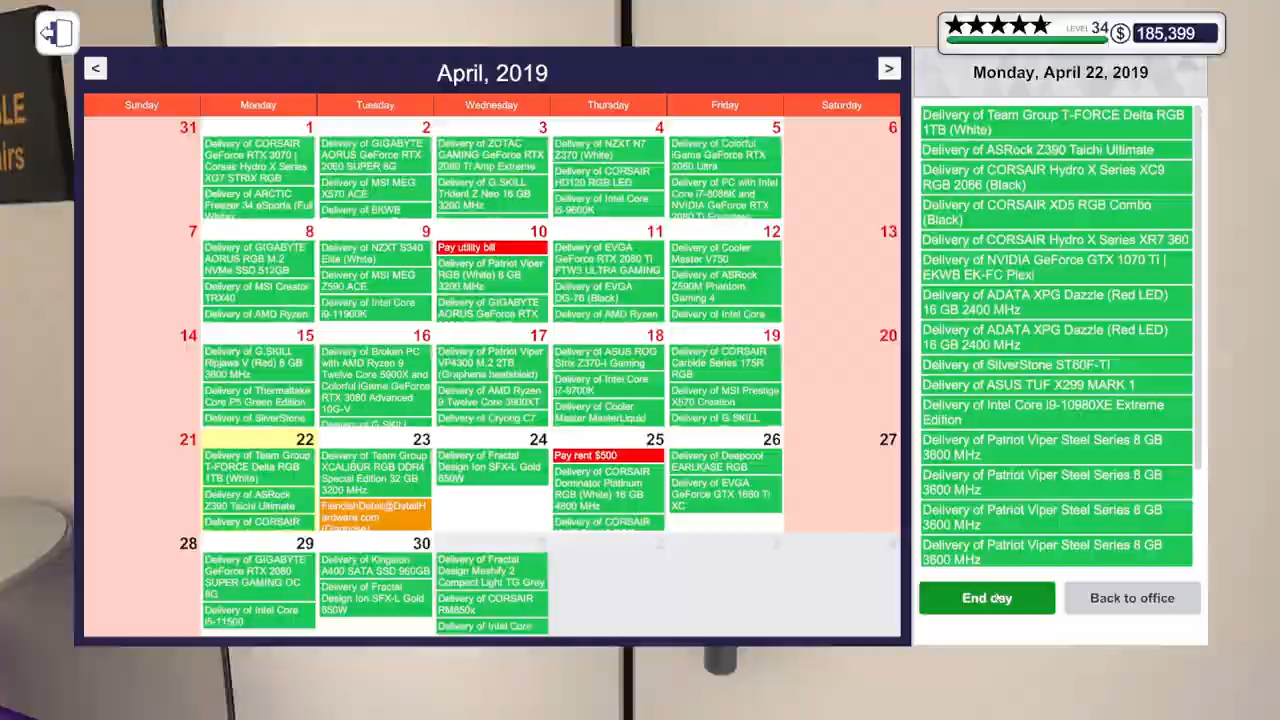 LEVEL 34
$ 185,399
LE
irs
<
April, 2019
>
Monday, April 22, 2019
Sunday
Monday
Tuesday
Wednesday
Thursday
Friday
Saturday
31
1
Delivery of CORSAIR
GeForce RTX 3070 |
Corsair Hydro X Series
XG7 STRIX RGB
Delivery of ARCTIC
Freezer 34 eSports (Full
2
Delivery of GIGABYTE
AORUS GeForce RTX
2060 SUPER 8G
Delivery of MSI MEG
X570 ACE
Delivery of EKWB
3
Delivery of ZOTAC
GAMING GeForce RTX
2080 Ti Amp Extreme
Delivery of G.SKILL
Trident Z Neo 16 GB
3200 MHz
4
Delivery of NZXT N7
Z370 (White)
Delivery of CORSAIR
HD120 RGB LED
Delivery of Intel Core
i5-9600K
5
Delivery of Colorful
iGame GeForce RTX
2060 Ultra
Delivery of PC with Intel
Core i7-8086K and
NVIDIA GeForce RTX
2080 Ti Founders
6
7
8
Delivery of GIGABYTE
AORUS RGB M.2
NVMe SSD 512GB
Delivery of MSI Creator
TRX40
Delivery of AMD Ryzen
9
Delivery of NZXT S340
Elite (White)
Delivery of MSI MEG
Z590 ACE
Delivery of Intel Core
i9-11900K
10
Pay utility bill
Delivery of Patriot Viper
RGB (White) 8 GB
3200 MHz
Delivery of GIGABYTE
AORUS GeForce RTX
11
Delivery of EVGA
GeForce RTX 2080 Ti
FTW3 ULTRA GAMING
Delivery of EVGA
DG-76 (Black)
Delivery of AMD Ryzen
12
Delivery of Cooler
Master V750
Delivery of ASRock
Z590M Phantom
Gaming 4
Delivery of Intel Core
13
14
15
Delivery of G.SKILL
Ripjaws V (Red) 8 GB
3600 MHz
Delivery of Thermaltake
Core P5 Green Edition
Delivery of SilverStone
16
Delivery of Broken PC
with AMD Ryzen 9
Twelve Core 5900X and
Colorful iGame GeForce
RTX 3080 Advanced
10G-V
Delivery of G.SKILL
17
Delivery of Patriot Viper
VP4300 M.2 2TB
(Graphene heatshield)
Delivery of AMD Ryzen
9 Twelve Core 3900XT
Delivery of Cryorig C7
18
Delivery of ASUS ROG
Strix Z370-I Gaming
Delivery of Intel Core
i7-9700K
Delivery of Cooler
Master MasterLiquid
19
Delivery of CORSAIR
Carbide Series 175R
RGB
Delivery of MSI Prestige
X570 Creation
Delivery of G.SKILL
20
21
22
Delivery of Team Group
T-FORCE Delta RGB
1TB (White)
Delivery of ASRock
Z390 Taichi Ultimate
Delivery of CORSAIR
23
Delivery of Team Group
XCALIBUR RGB DDR4
Special Edition 32 GB
3200 MHz
FiendishDetail@DetailH
ardware.com
(Diagnose)
24
Delivery of Fractal
Design Ion SFX-L Gold
650W
25
Pay rent $500
Delivery of CORSAIR
Dominator Platinum
RGB (White) 16 GB
4800 MHz
Delivery of CORSAIR
26
Delivery of Deepcool
EARLKASE RGB
Delivery of EVGA
GeForce GTX 1660 Ti
XC
27
28
29
Delivery of GIGABYTE
GeForce RTX 2080
SUPER GAMING OC
8G
Delivery of Intel Core
i5-11500
30
Delivery of Kingston
A400 SATA SSD 960GB
Delivery of Fractal
Design Ion SFX-L Gold
650W
1
Delivery of Fractal
Design Meshify 2
Compact Light TG Grey
Delivery of CORSAIR
RM850x
Delivery of Intel Core
2
3
4
Delivery of Team Group T-FORCE Delta RGB
1TB (White)
Delivery of ASRock Z390 Taichi Ultimate
Delivery of CORSAIR Hydro X Series XC9
RGB 2066 (Black)
Delivery of CORSAIR XD5 RGB Combo
(Black)
Delivery of CORSAIR Hydro X Series XR7 360
Delivery of NVIDIA GeForce GTX 1070 Ti |
EKWB EK-FC Plexi
Delivery of ADATA XPG Dazzle (Red LED)
16 GB 2400 MHz
Delivery of ADATA XPG Dazzle (Red LED)
16 GB 2400 MHz
Delivery of SilverStone ST60F-TI
Delivery of ASUS TUF X299 MARK 1
Delivery of Intel Core i9-10980XE Extreme
Edition
Delivery of Patriot Viper Steel Series 8 GB
3600 MHz
Delivery of Patriot Viper Steel Series 8 GB
3600 MHz
Delivery of Patriot Viper Steel Series 8 GB
3600 MHz
Delivery of Patriot Viper Steel Series 8 GB
3600 MHz
End day
Back to office